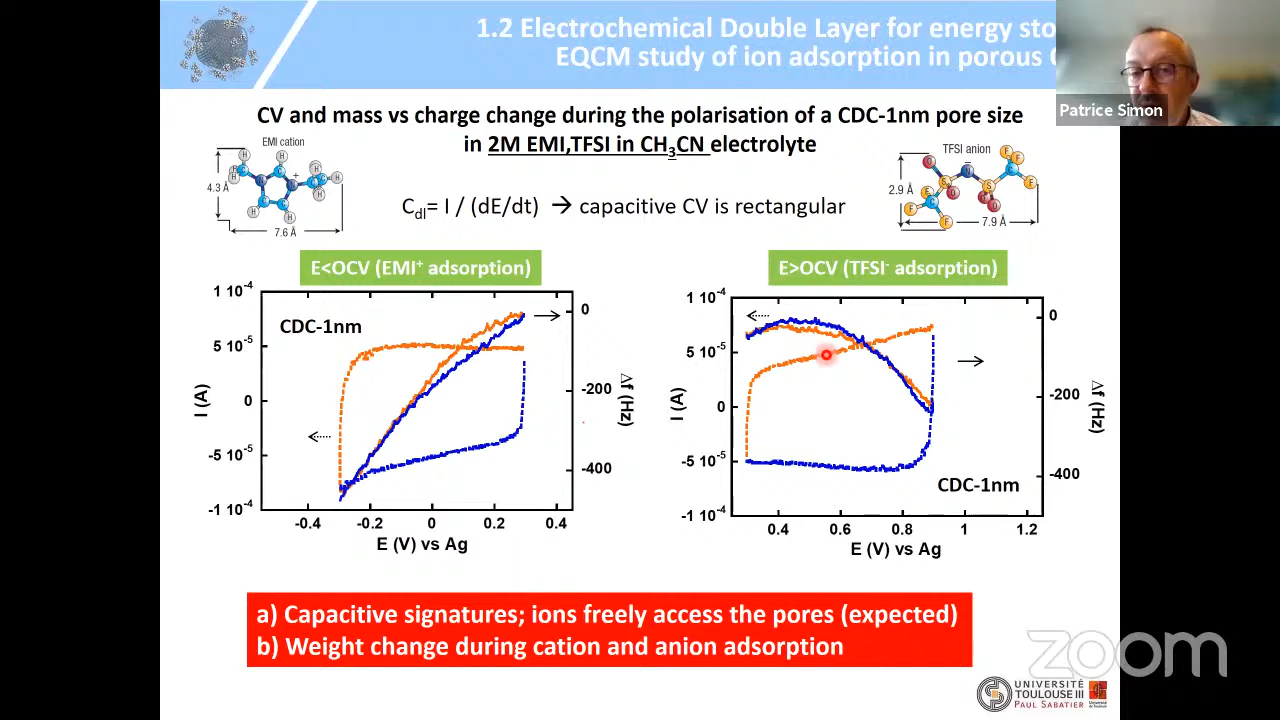 1.2 Electrochemical Double Layer for energy sto
EQCM study of ion adsorption in porous
Patrice Simon
CV and mass vs charge change during the polarisation of a CDC-1nm pore size
in 2M EMI,TFSI in CH3CN electrolyte
EMI cation
4.3 Å
7.6 Å
H
H
H
H
H
H
H
+
Cdl= I / (dE/dt) → capacitive CV is rectangular
TFSI anion
2.9 Å
7.9 Å
O
N
S
S
O
O
C
F
F
F
F
F
E<OCV (EMI+ adsorption)
1 10-4
5 10-5
0
-5 10-5
-1 10-4
I (A)
CDC-1nm
0
-200
-400
Δf (Hz)
-0.4
-0.2
0
0.2
0.4
E (V) vs Ag
E>OCV (TFSI- adsorption)
1 10-4
5 10-5
0
-5 10-5
-1 10-4
I (A)
CDC-1nm
0
-200
-400
Δf (Hz)
0.4
0.6
0.8
1
1.2
E (V) vs Ag
a) Capacitive signatures; ions freely access the pores (expected)
b) Weight change during cation and anion adsorption
zoom
UNIVERSITÉ
TOULOUSE III
PAUL SABATIER